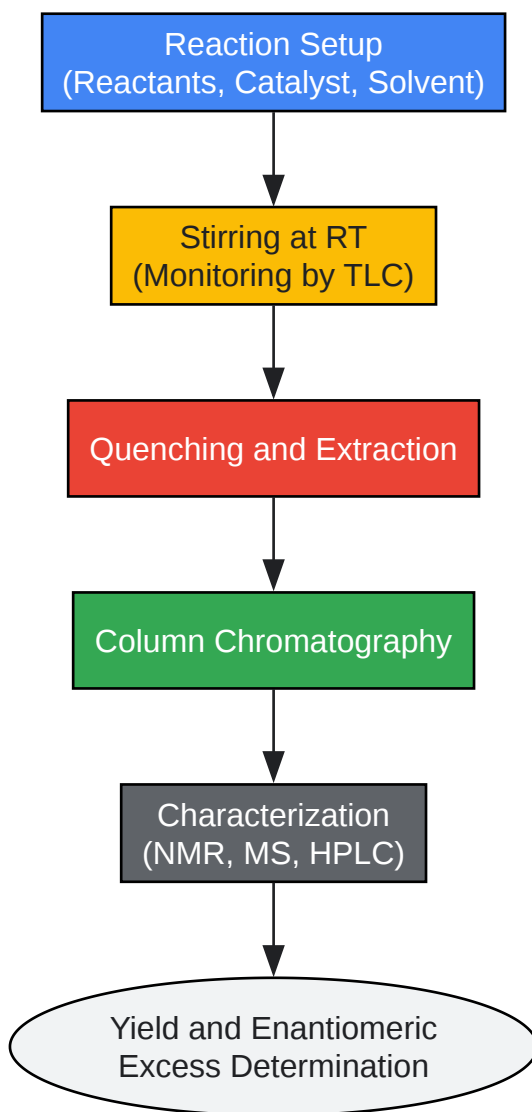 Reaction Setup
(Reactants, Catalyst, Solvent)
Stirring at RT
(Monitoring by TLC)
Quenching and Extraction
Column Chromatography
Characterization
(NMR, MS, HPLC)
Yield and Enantiomeric
Excess Determination